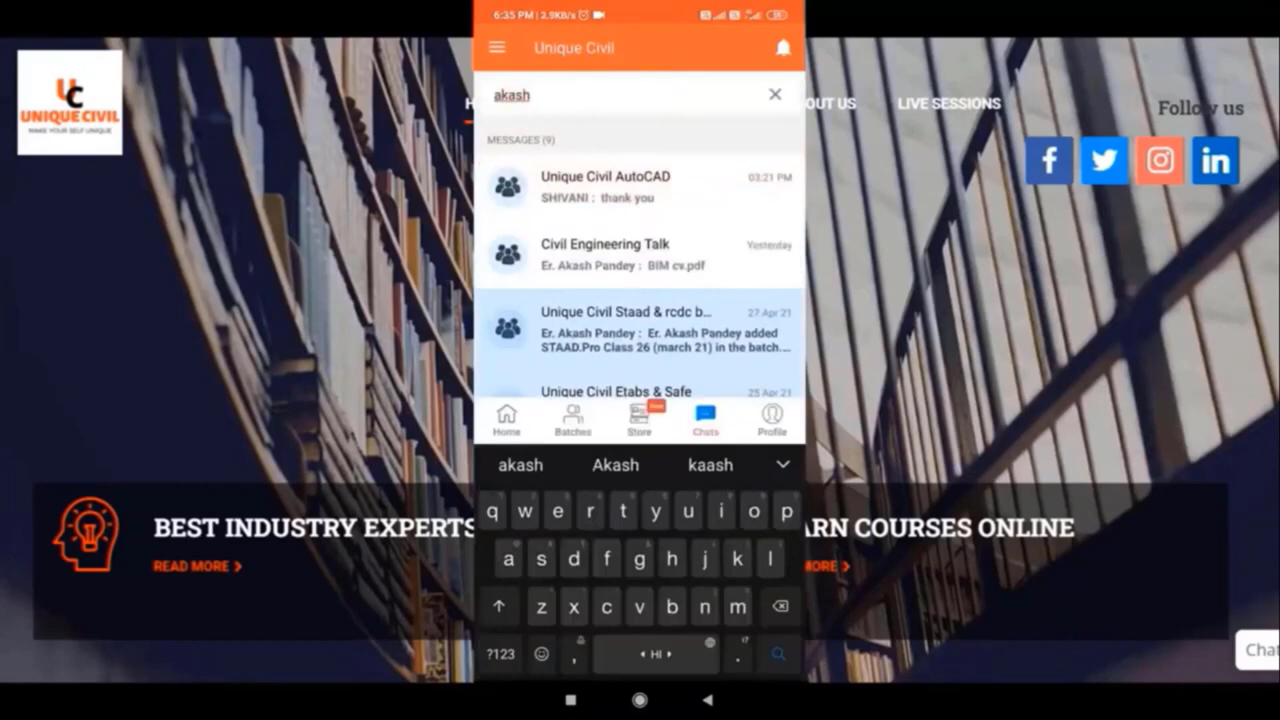 6:35 PM | 2.9KB/s
Unique Civil
akash
MESSAGES (9)
Unique Civil AutoCAD 03:21 PM
SHIVANI : thank you
Civil Engineering Talk Yesterday
Er. Akash Pandey : BIM cv.pdf
Unique Civil Staad & rcdc b... 27 Apr 21
Er. Akash Pandey : Er. Akash Pandey added
STAAD.Pro Class 26 (march 21) in the batch....
Unique Civil Etabs & Safe 25 Apr 21
Home Batches Store Chats Profile
akash Akash kaash
q w e r t y u i o p
a s d f g h j k l
z x c v b n m
?123 , HI .
UC
UNIQUE CIVIL
MAKE YOUR SELF UNIQUE
H
OUT US LIVE SESSIONS
Follow us
f in
BEST INDUSTRY EXPERTS
READ MORE >
ARN COURSES ONLINE
MORE >
Chat